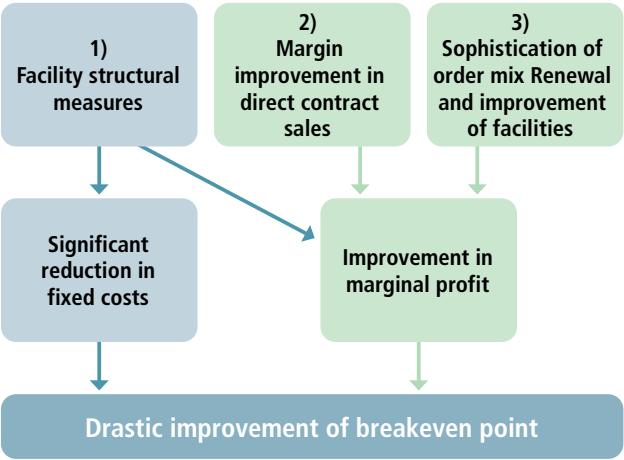 1)
Facility structural
measures
2)
Margin
improvement in
direct contract
sales
3)
Sophistication of
order mix Renewal
and improvement
of facilities
Significant
reduction in
fixed costs
Improvement in
marginal profit
Drastic improvement of breakeven point